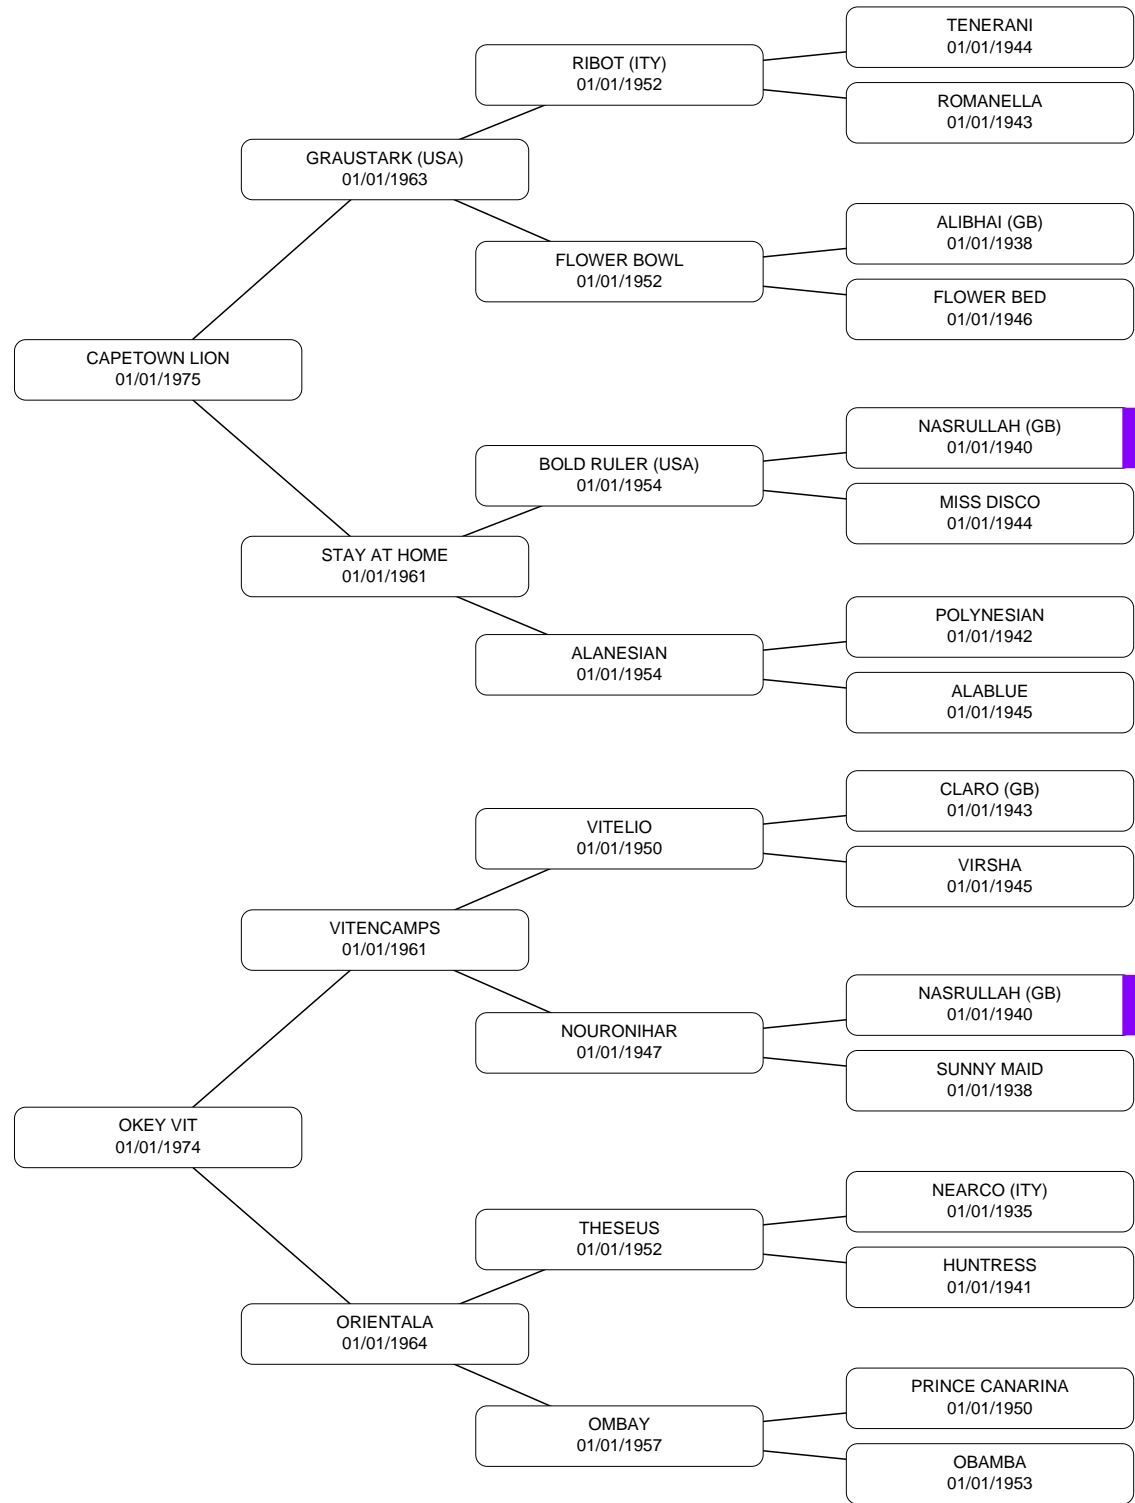 TENERANI
01/01/1944
RIBOT (ITY)
01/01/1952
ROMANELLA
01/01/1943
GRAUSTARK (USA)
01/01/1963
ALIBHAI (GB)
01/01/1938
FLOWER BOWL
01/01/1952
FLOWER BED
01/01/1946
CAPETOWN LION
01/01/1975
NASRULLAH (GB)
01/01/1940
BOLD RULER (USA)
01/01/1954
MISS DISCO
01/01/1944
STAY AT HOME
01/01/1961
POLYNESIAN
01/01/1942
ALANESIAN
01/01/1954
ALABLUE
01/01/1945
CLARO (GB)
01/01/1943
VITELIO
01/01/1950
VIRSHA
01/01/1945
VITENCAMPS
01/01/1961
NASRULLAH (GB)
01/01/1940
NOURONIHAR
01/01/1947
SUNNY MAID
01/01/1938
OKEY VIT
01/01/1974
NEARCO (ITY)
01/01/1935
THESEUS
01/01/1952
HUNTRESS
01/01/1941
ORIENTALA
01/01/1964
PRINCE CANARINA
01/01/1950
OMBAY
01/01/1957
OBAMBA
01/01/1953